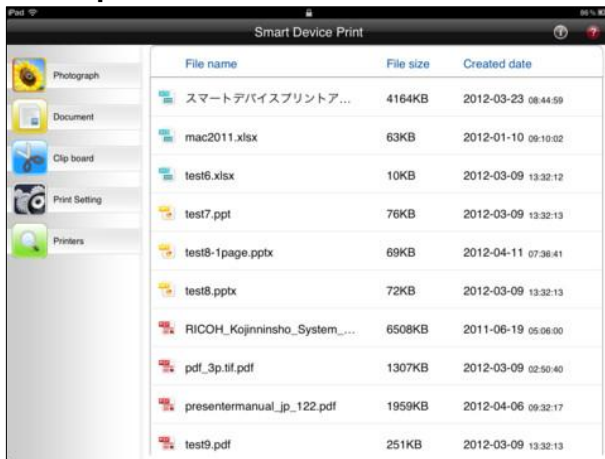 iPad
86%
Smart Device Print
Photograph
Document
Clip board
Print Setting
Printers
File name File size Created date
スマートデバイスプリントア... 4164KB 2012-03-23 08:44:59
mac2011.xlsx 63KB 2012-01-10 09:10:02
test6.xlsx 10KB 2012-03-09 13:32:12
test7.ppt 76KB 2012-03-09 13:32:13
test8-1page.pptx 69KB 2012-04-11 07:36:41
test8.pptx 72KB 2012-03-09 13:32:13
RICOH_Kojinninsho_System_... 6508KB 2011-06-19 05:06:00
pdf_3p.tif.pdf 1307KB 2012-03-09 02:50:40
presentermanual_jp_122.pdf 1959KB 2012-04-06 09:32:17
test9.pdf 251KB 2012-03-09 13:32:13